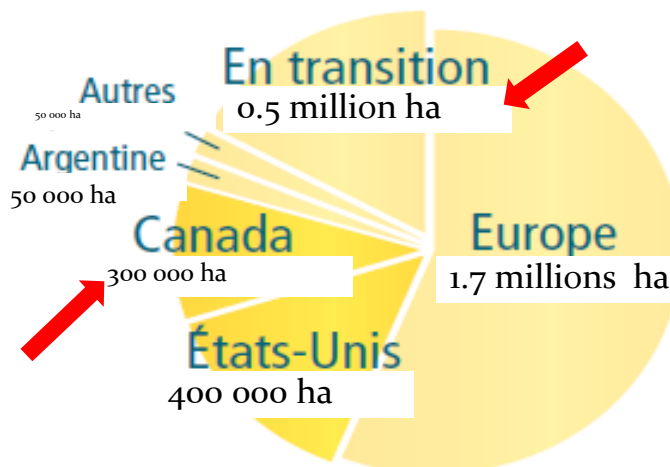 En transition
0.5 million ha
Autres
50 000 ha
Argentine
50 000 ha
Canada
300 000 ha
Europe
1.7 millions ha
États-Unis
400 000 ha